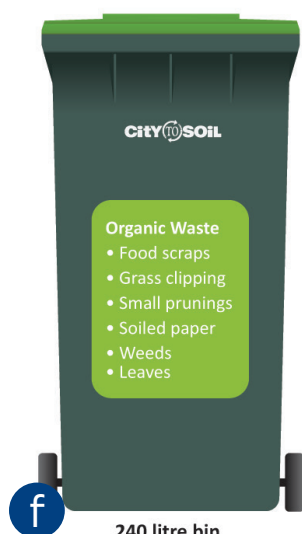 CitY TO SOiL
Organic Waste
• Food scraps
• Grass clipping
• Small prunings
• Soiled paper
• Weeds
• Leaves
f
240 litre bin